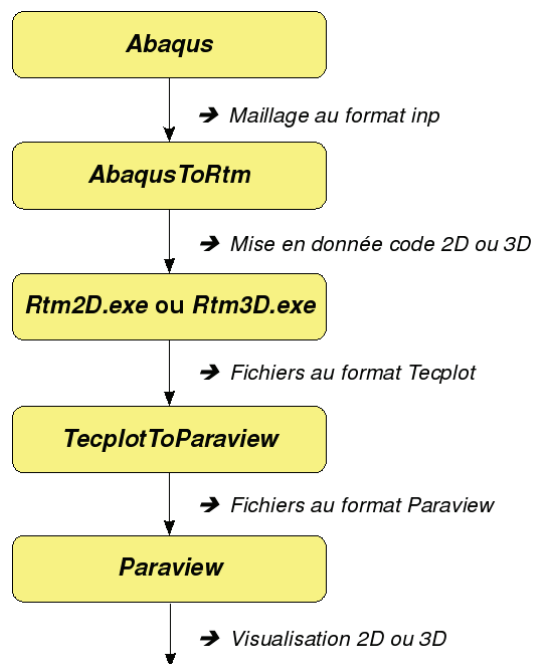 Abaqus
➔ Maillage au format inp
AbaqusToRtm
➔ Mise en donnée code 2D ou 3D
Rtm2D.exe ou Rtm3D.exe
➔ Fichiers au format Tecplot
TecplotToParaview
➔ Fichiers au format Paraview
Paraview
➔ Visualisation 2D ou 3D